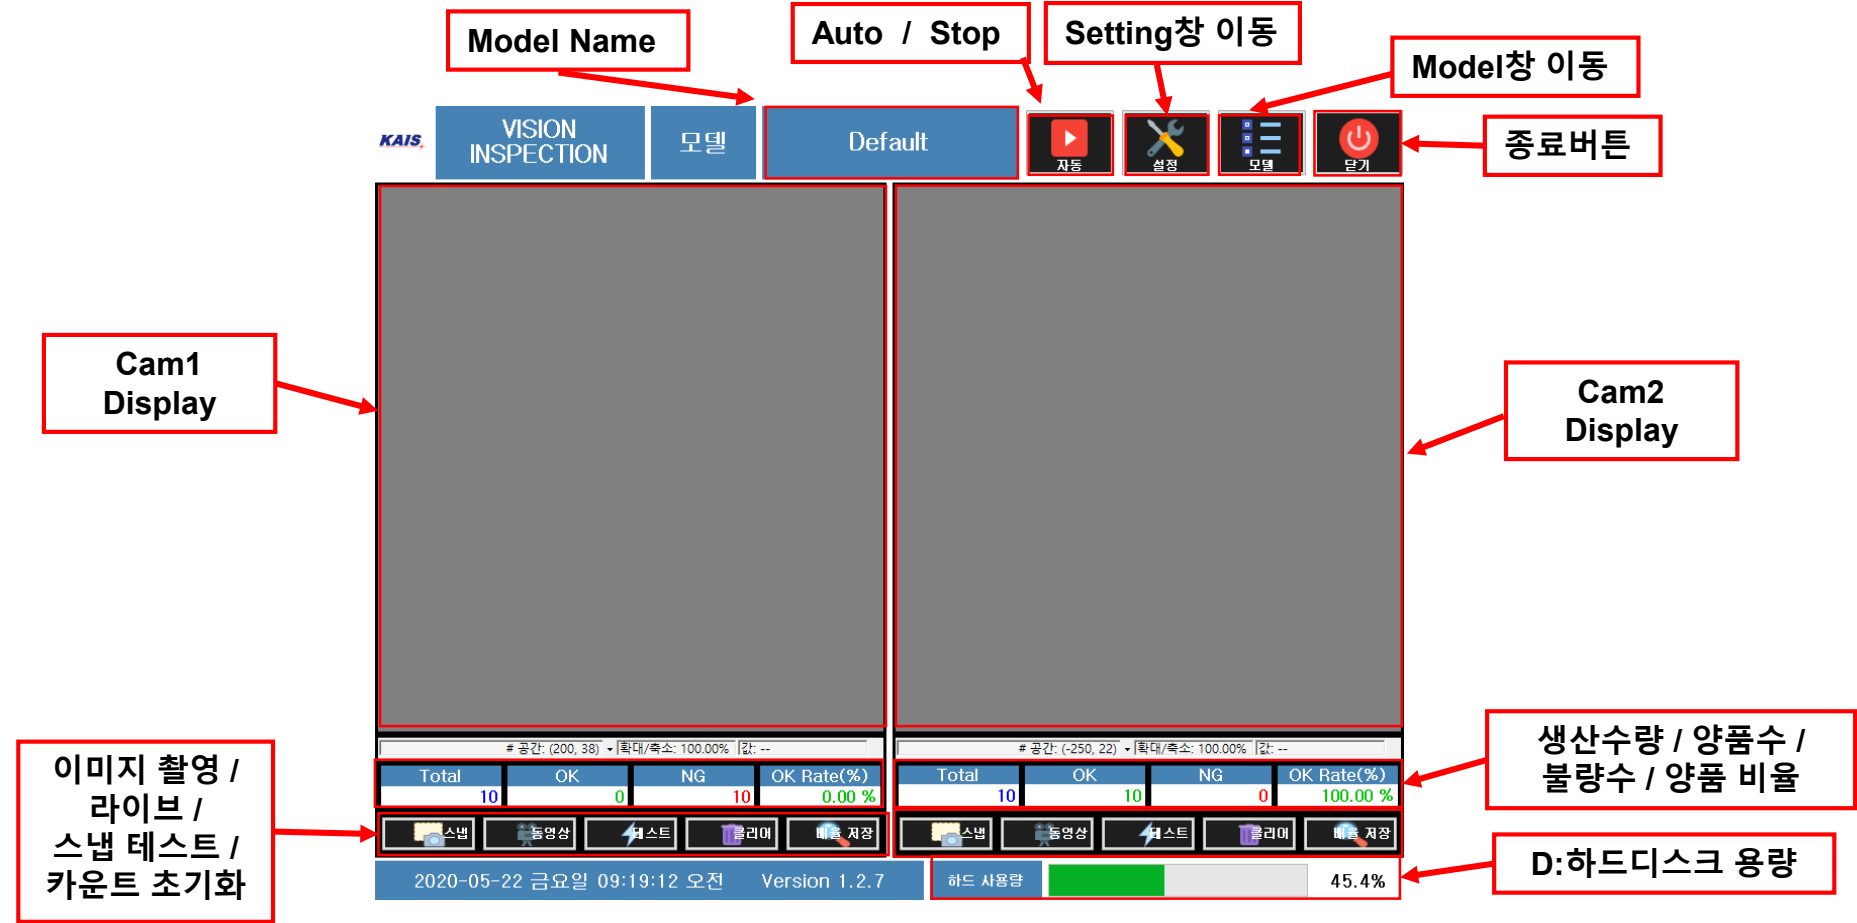 Model Name
Auto / Stop
Setting창 이동
Model창 이동
종료버튼
KAIS
VISION
INSPECTION
모델
Default
자동
설정
모델
닫기
Cam1
Display
Cam2
Display
# 공간: (200, 38)
확대/축소: 100.00%
값: --
# 공간: (-250, 22)
확대/축소: 100.00%
값: --
Total OK NG OK Rate(%)
10 0 10 0.00 %
Total OK NG OK Rate(%)
10 10 0 100.00 %
스냅 동영상 테스트 클리어 배율 저장
스냅 동영상 테스트 클리어 배율 저장
이미지 촬영 /
라이브 /
스냅 테스트 /
카운트 초기화
생산수량 / 양품수 /
불량수 / 양품 비율
2020-05-22 금요일 09:19:12 오전 Version 1.2.7
하드 사용량 45.4%
D:하드디스크 용량